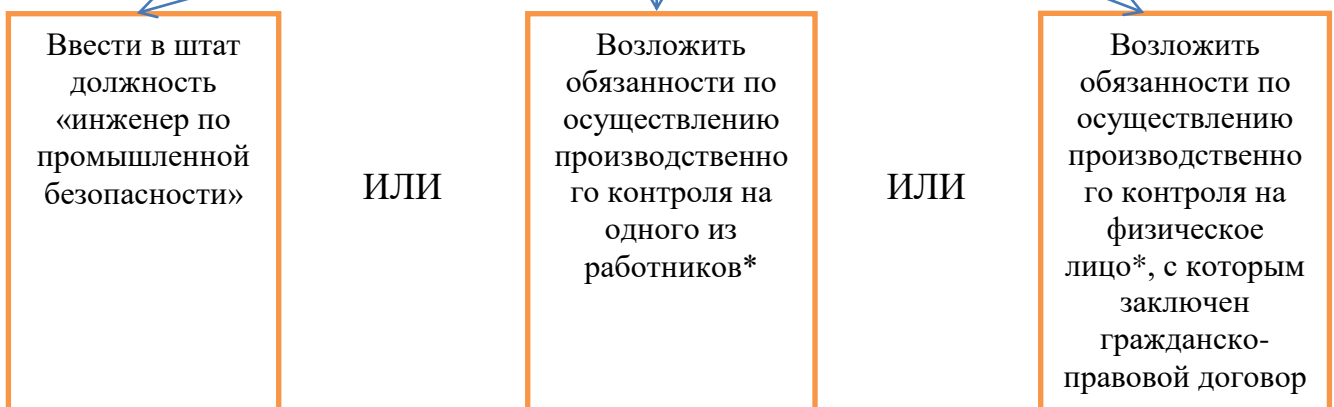 Ввести в штат
должность
«инженер по
промышленной
безопасности»
ИЛИ
Возложить
обязанности по
осуществлению
производственно
го контроля на
одного из
работников*
ИЛИ
Возложить
обязанности по
осуществлению
производственно
го контроля на
физическое
лицо*, с которым
заключен
гражданско-
правовой договор